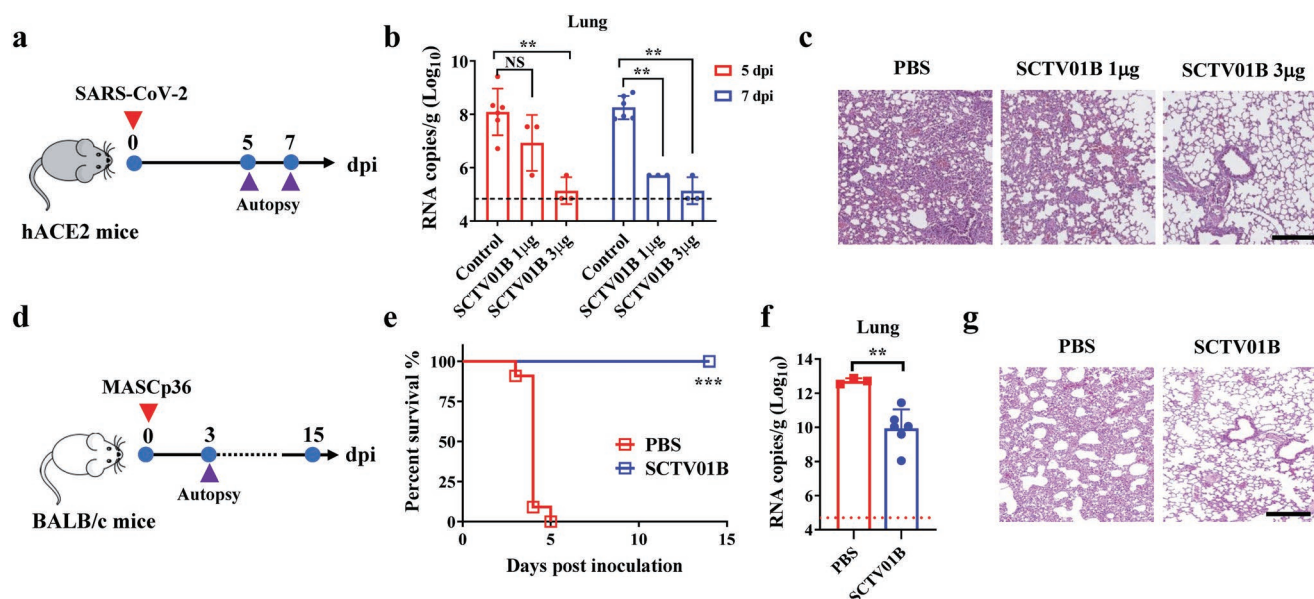 a
SARS-CoV-2
0
5
7
dpi
Autopsy
hACE2 mice
b
Lung
**
NS
**
**
5 dpi
7 dpi
RNA copies/g (Log10)
10
8
6
4
Control
SCTV01B 1μg
SCTV01B 3μg
Control
SCTV01B 1μg
SCTV01B 3μg
c
PBS
SCTV01B 1μg
SCTV01B 3μg
d
MASCp36
0
3
15
dpi
Autopsy
BALB/c mice
e
Percent survival %
100
75
50
25
0
***
PBS
SCTV01B
0
5
10
15
Days post inoculation
f
Lung
**
RNA copies/g (Log10)
14
12
10
8
6
4
PBS
SCTV01B
g
PBS
SCTV01B